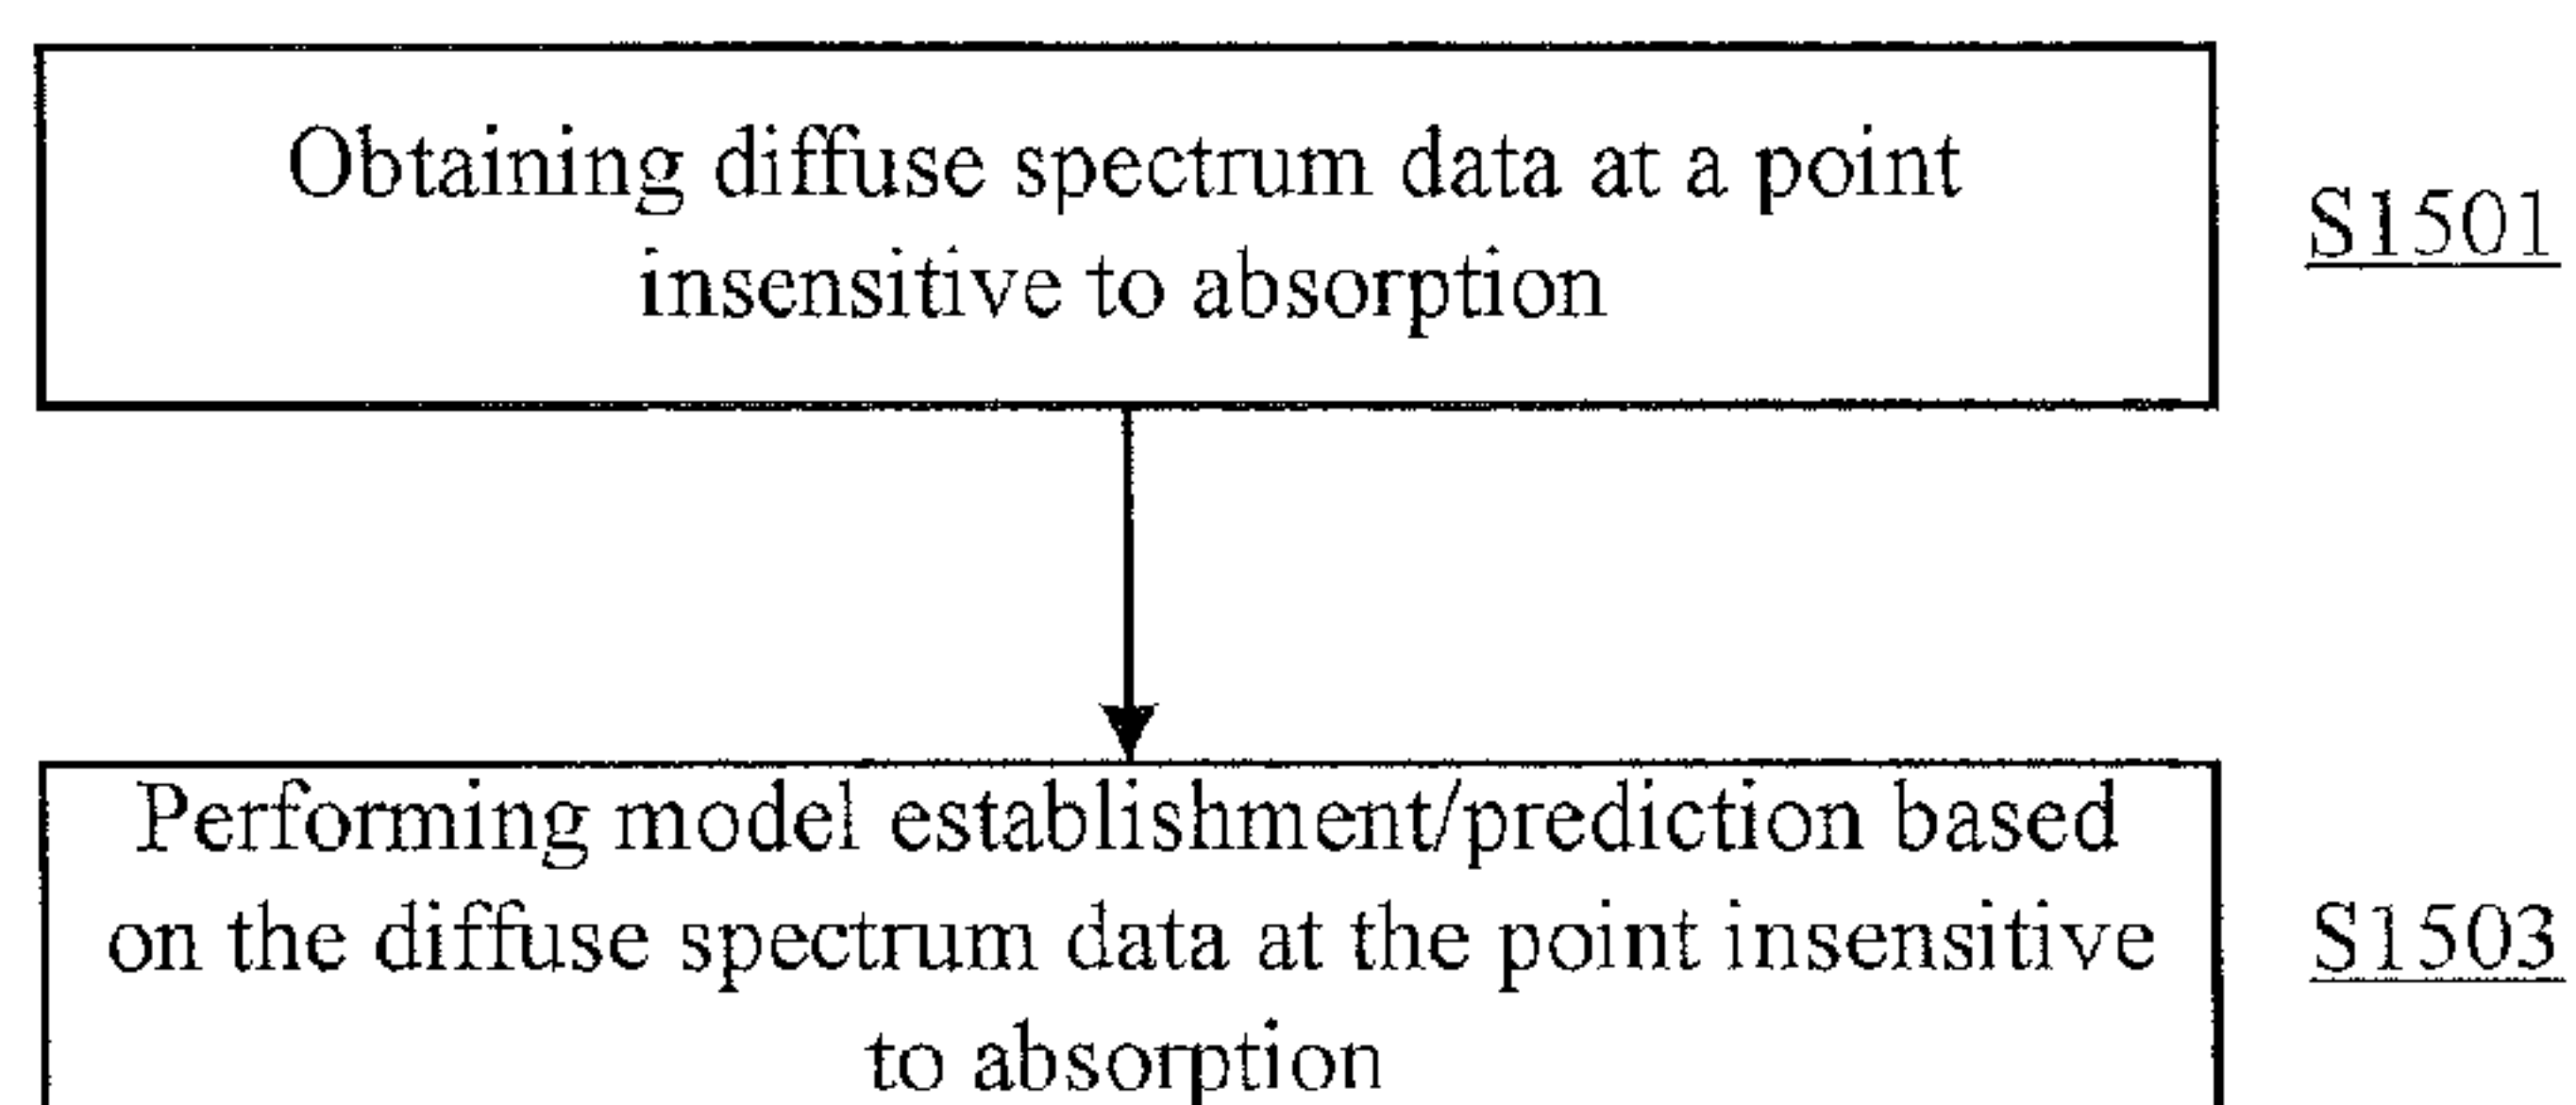 Obtaining diffuse spectrum data at a point
insensitive to absorption
S1501
Performing model establishment/prediction based
on the diffuse spectrum data at the point insensitive
to absorption
S1503